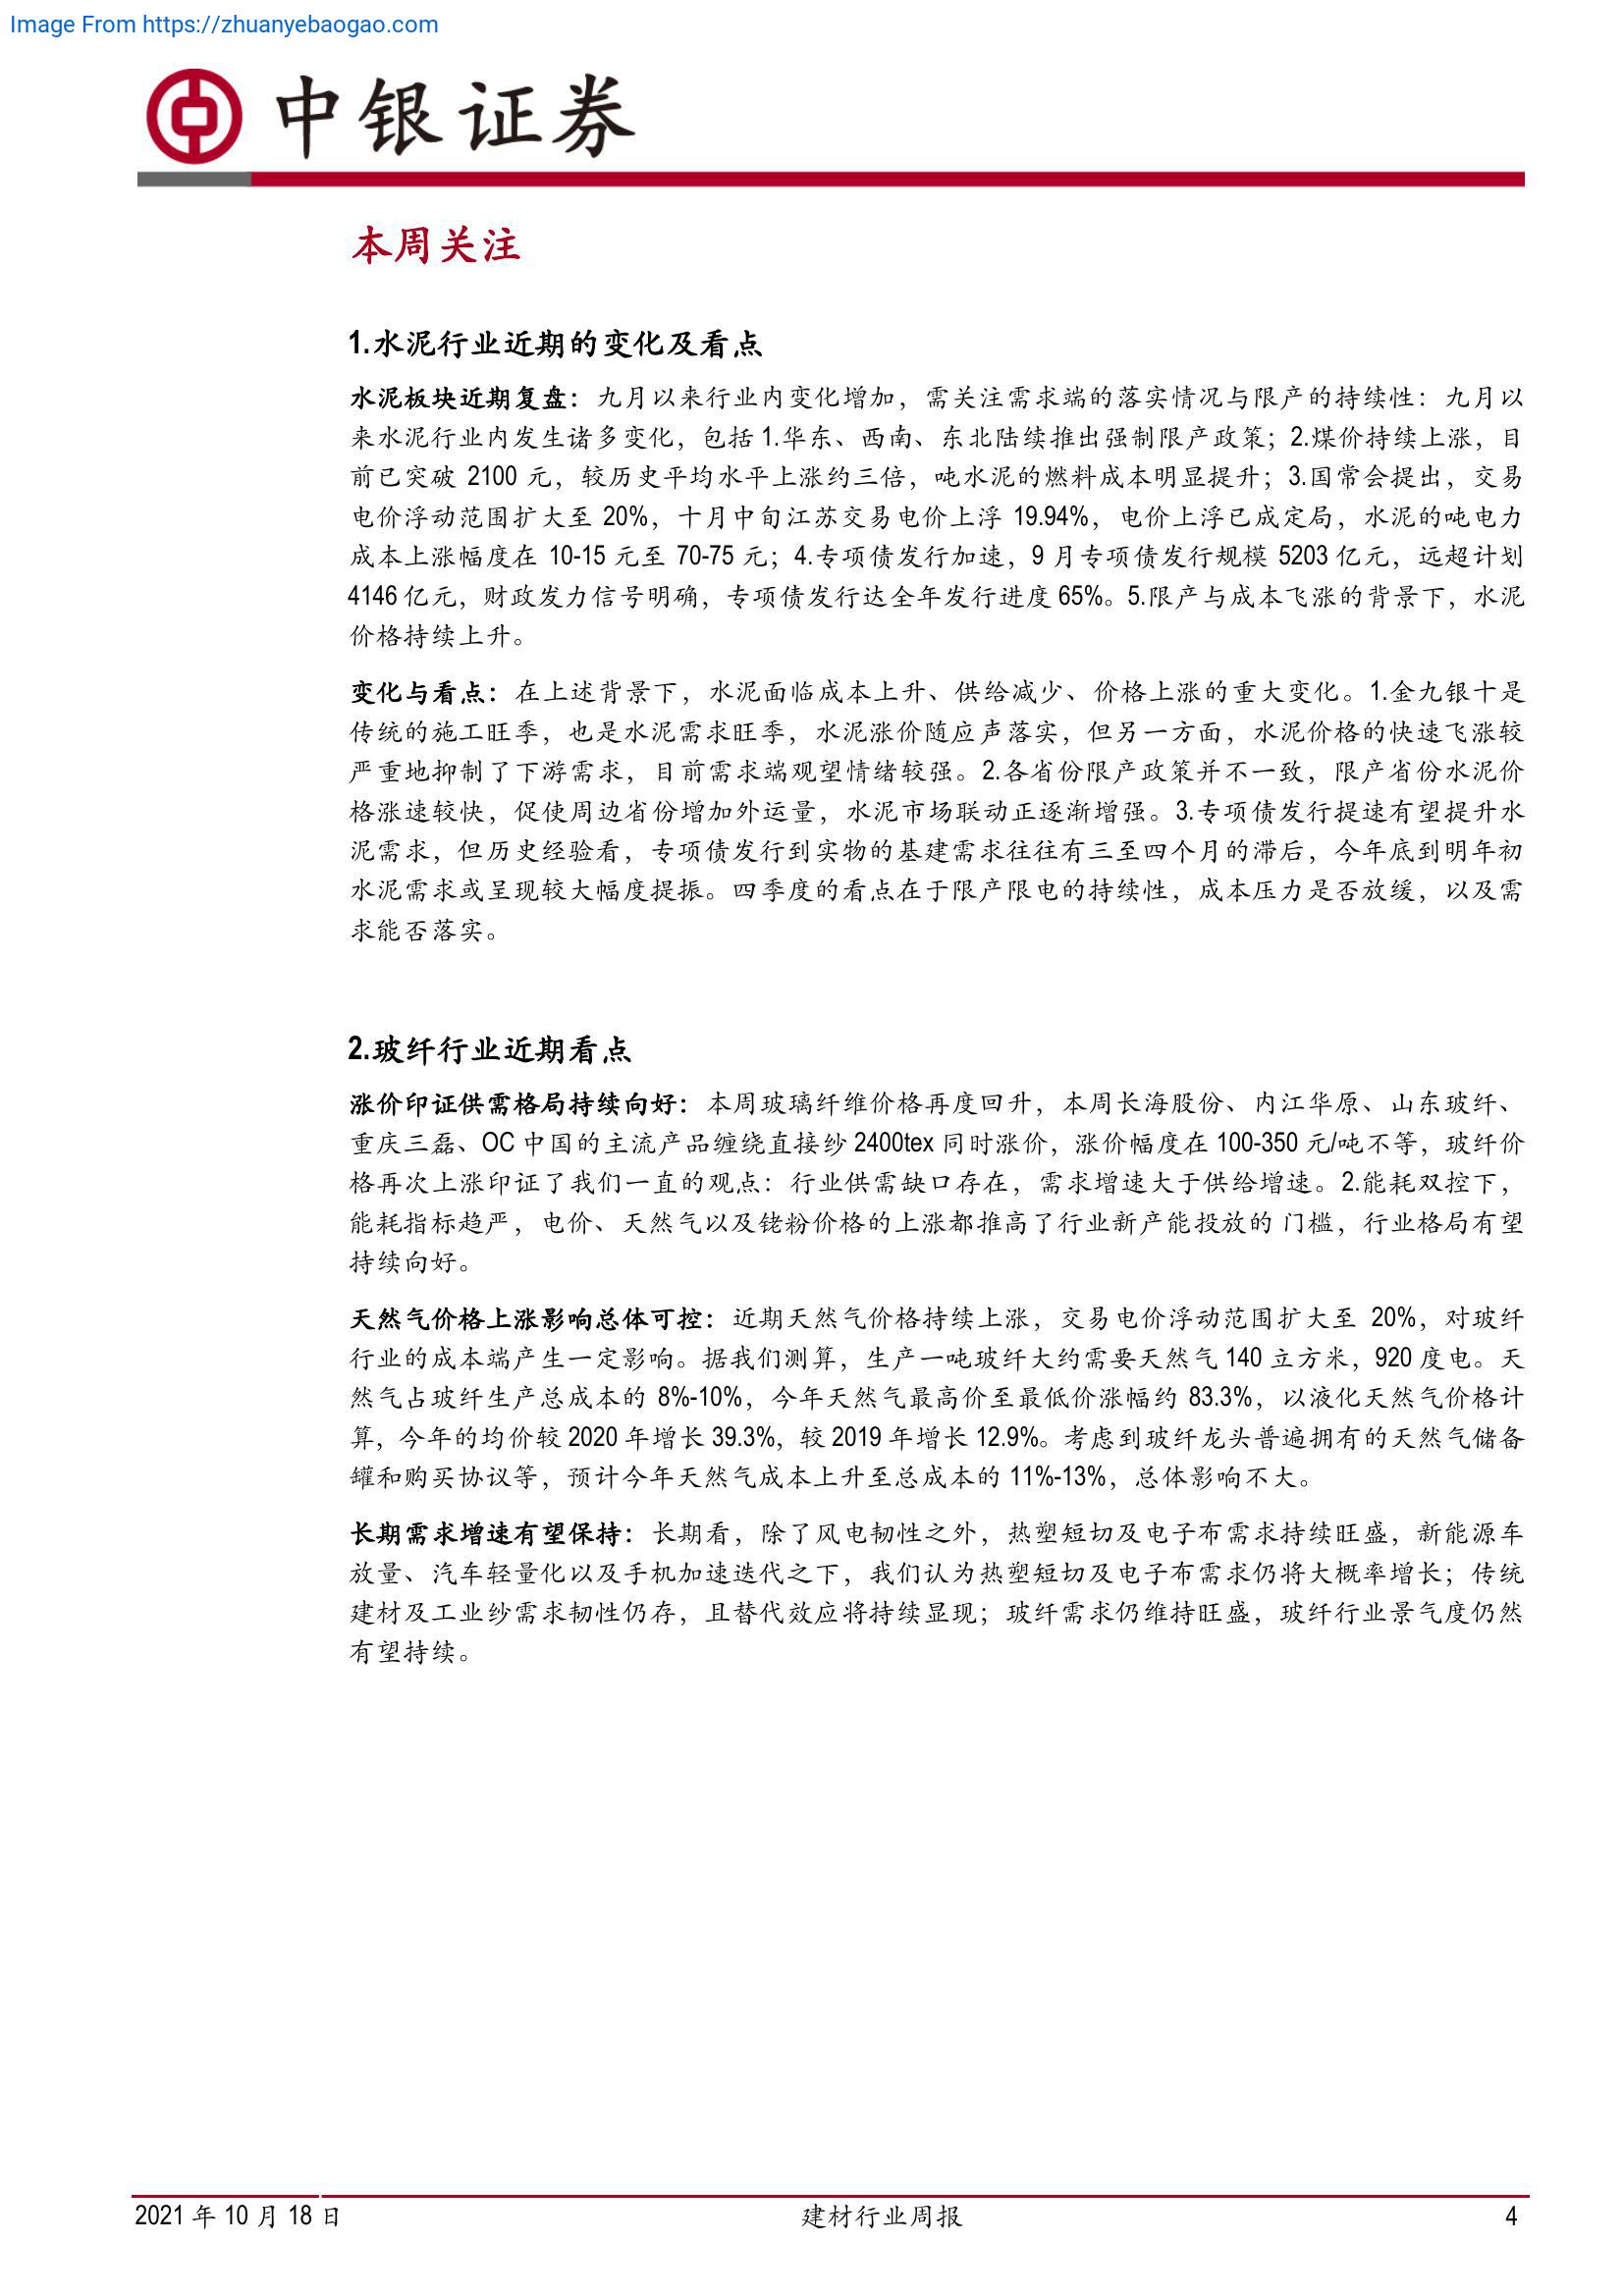 Image From https://zhuanyebaogao.com
中银证券
本周关注
1.水泥行业近期的变化及看点
水泥板块近期复盘：九月以来行业内变化增加，需关注需求端的落实情况与限产的持续性：九月以
来水泥行业内发生诸多变化，包括 1.华东、西南、东北陆续推出强制限产政策；2.煤价持续上涨，目
前已突破 2100 元，较历史平均水平上涨约三倍，吨水泥的燃料成本明显提升；3.国常会提出，交易
电价浮动范围扩大至 20%，十月中旬江苏交易电价上浮 19.94%，电价上浮已成定局，水泥的吨电力
成本上涨幅度在 10-15 元至 70-75 元；4.专项债发行加速，9 月专项债发行规模 5203 亿元，远超计划
4146 亿元，财政发力信号明确，专项债发行达全年发行进度 65%。5.限产与成本飞涨的背景下，水泥
价格持续上升。
变化与看点：在上述背景下，水泥面临成本上升、供给减少、价格上涨的重大变化。1.金九银十是
传统的施工旺季，也是水泥需求旺季，水泥涨价随应声落实，但另一方面，水泥价格的快速飞涨较
严重地抑制了下游需求，目前需求端观望情绪较强。2.各省份限产政策并不一致，限产省份水泥价
格涨速较快，促使周边省份增加外运量，水泥市场联动正逐渐增强。3.专项债发行提速有望提升水
泥需求，但历史经验看，专项债发行到实物的基建需求往往有三至四个月的滞后，今年底到明年初
水泥需求或呈现较大幅度提振。四季度的看点在于限产限电的持续性，成本压力是否放缓，以及需
求能否落实。
2.玻纤行业近期看点
涨价印证供需格局持续向好：本周玻璃纤维价格再度回升，本周长海股份、内江华原、山东玻纤、
重庆三磊、OC 中国的主流产品缠绕直接纱 2400tex 同时涨价，涨价幅度在 100-350 元/吨不等，玻纤价
格再次上涨印证了我们一直的观点：行业供需缺口存在，需求增速大于供给增速。2.能耗双控下，
能耗指标趋严，电价、天然气以及铑粉价格的上涨都推高了行业新产能投放的 门槛，行业格局有望
持续向好。
天然气价格上涨影响总体可控：近期天然气价格持续上涨，交易电价浮动范围扩大至 20%，对玻纤
行业的成本端产生一定影响。据我们测算，生产一吨玻纤大约需要天然气 140 立方米，920 度电。天
然气占玻纤生产总成本的 8%-10%，今年天然气最高价至最低价涨幅约 83.3%，以液化天然气价格计
算，今年的均价较 2020 年增长 39.3%，较 2019 年增长 12.9%。考虑到玻纤龙头普遍拥有的天然气储备
罐和购买协议等，预计今年天然气成本上升至总成本的 11%-13%，总体影响不大。
长期需求增速有望保持：长期看，除了风电韧性之外，热塑短切及电子布需求持续旺盛，新能源车
放量、汽车轻量化以及手机加速迭代之下，我们认为热塑短切及电子布需求仍将大概率增长；传统
建材及工业纱需求韧性仍存，且替代效应将持续显现；玻纤需求仍维持旺盛，玻纤行业景气度仍然
有望持续。
2021 年 10 月 18 日
建材行业周报
4